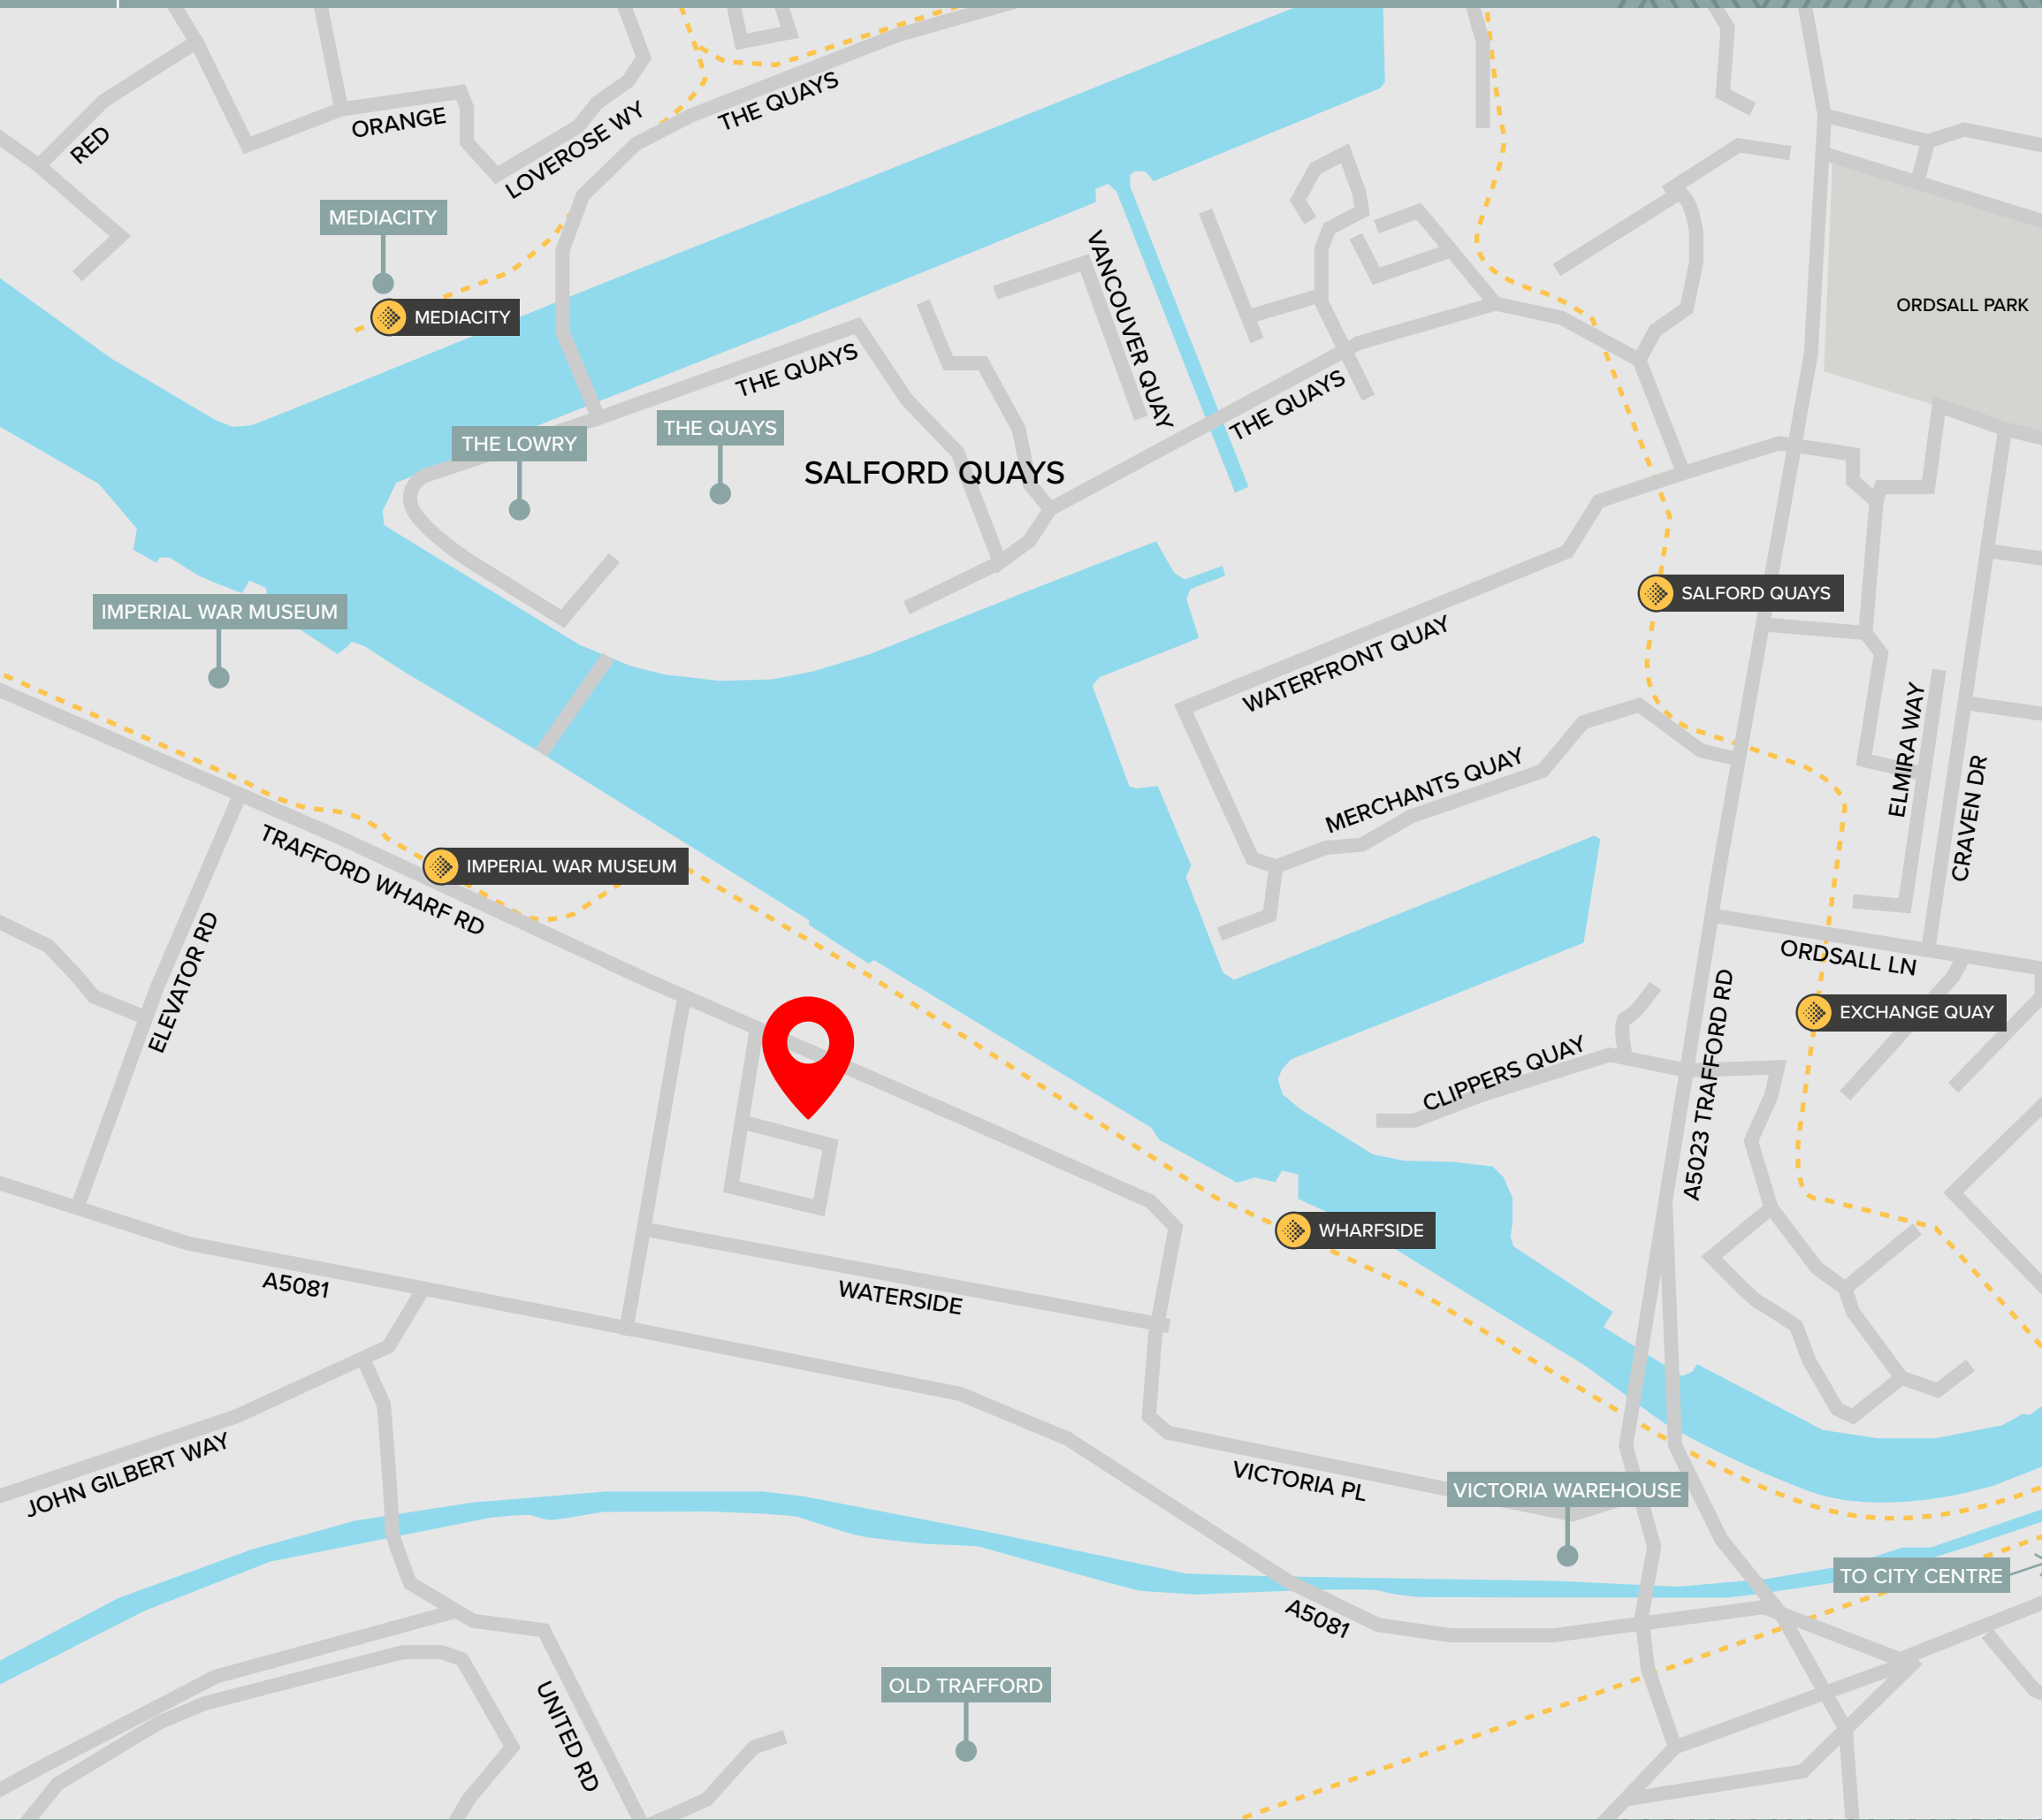 RED
ORANGE
LOVEROSE WY
THE QUAYS
MEDIACITY
MEDIACITY
VANCOUVER QUAY
ORDSALL PARK
THE QUAYS
THE QUAYS
THE LOWRY
THE QUAYS
SALFORD QUAYS
IMPERIAL WAR MUSEUM
SALFORD QUAYS
WATERFRONT QUAY
ELMIRA WAY
MERCHANTS QUAY
CRAVEN DR
TRAFFORD WHARF RD
IMPERIAL WAR MUSEUM
ELEVATOR RD
ORDSALL LN
EXCHANGE QUAY
A5023 TRAFFORD RD
CLIPPERS QUAY
WHARFSIDE
A5081
WATERSIDE
JOHN GILBERT WAY
VICTORIA PL
VICTORIA WAREHOUSE
TO CITY CENTRE
A5081
OLD TRAFFORD
UNITED RD